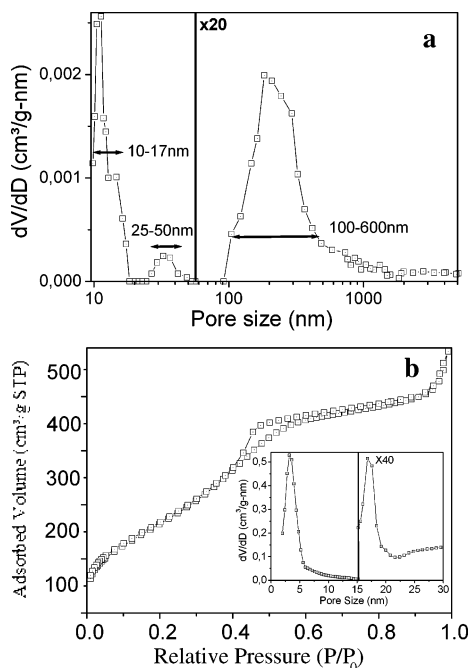 x20
a
0,002
0,001
0,000
dV/dD (cm³/g-nm)
10-17nm
25-50nm
100-600nm
10
100
1000
Pore size (nm)
b
500
400
300
200
100
Adsorbed Volume (cm³/g STP)
0.0
0.2
0.4
0.6
0.8
1.0
Relative Pressure (P/P0)
X40
0,5
0,4
0,3
0,2
0,1
0,0
dV/dD (cm³/g-nm)
0
5
10
15
20
25
30
Pore Size (nm)